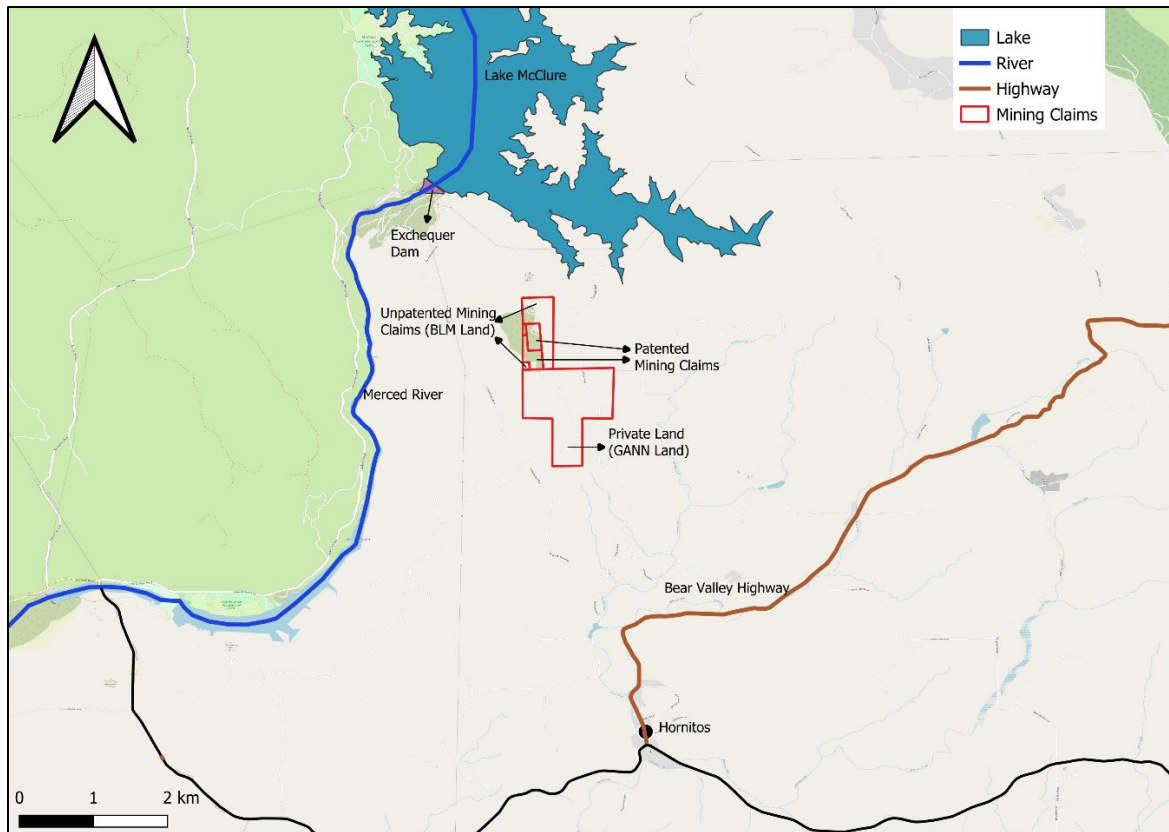 Lake
River
Highway
Mining Claims
Lake McClure
Exchequer
Dam
Unpatented Mining
Claims (BLM Land)
Patented
Mining Claims
Merced River
Private Land
(GANN Land)
Bear Valley Highway
Hornitos
0 1 2 km